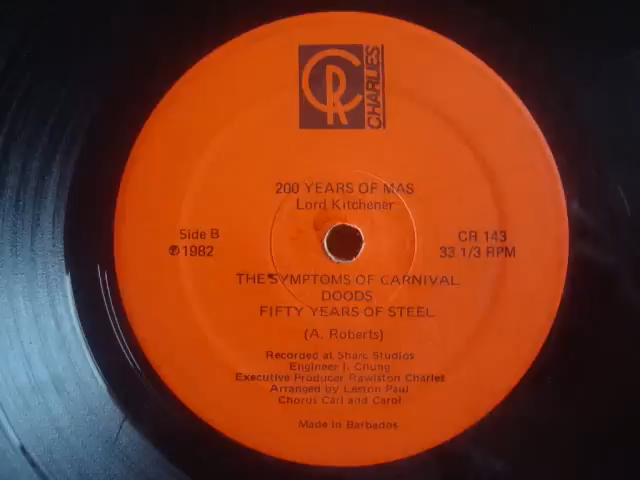 CR CHARLIES
200 YEARS OF MAS
Lord Kitchener
Side B
℗ 1982
CR 143
33 1/3 RPM
THE SYMPTOMS OF CARNIVAL
DOODS
FIFTY YEARS OF STEEL
(A. Roberts)
Recorded at Sharc Studios
Engineer I. Chung
Executive Producer Rawlston Charles
Arranged by Leston Paul
Chorus Carl and Carol
Made in Barbados